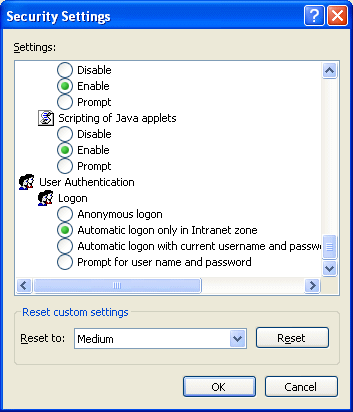 Security Settings
Settings:
Disable
Enable
Prompt
Scripting of Java applets
Disable
Enable
Prompt
User Authentication
Logon
Anonymous logon
Automatic logon only in Intranet zone
Automatic logon with current username and passw
Prompt for user name and password
Reset custom settings
Reset to:
Medium
Reset
OK
Cancel